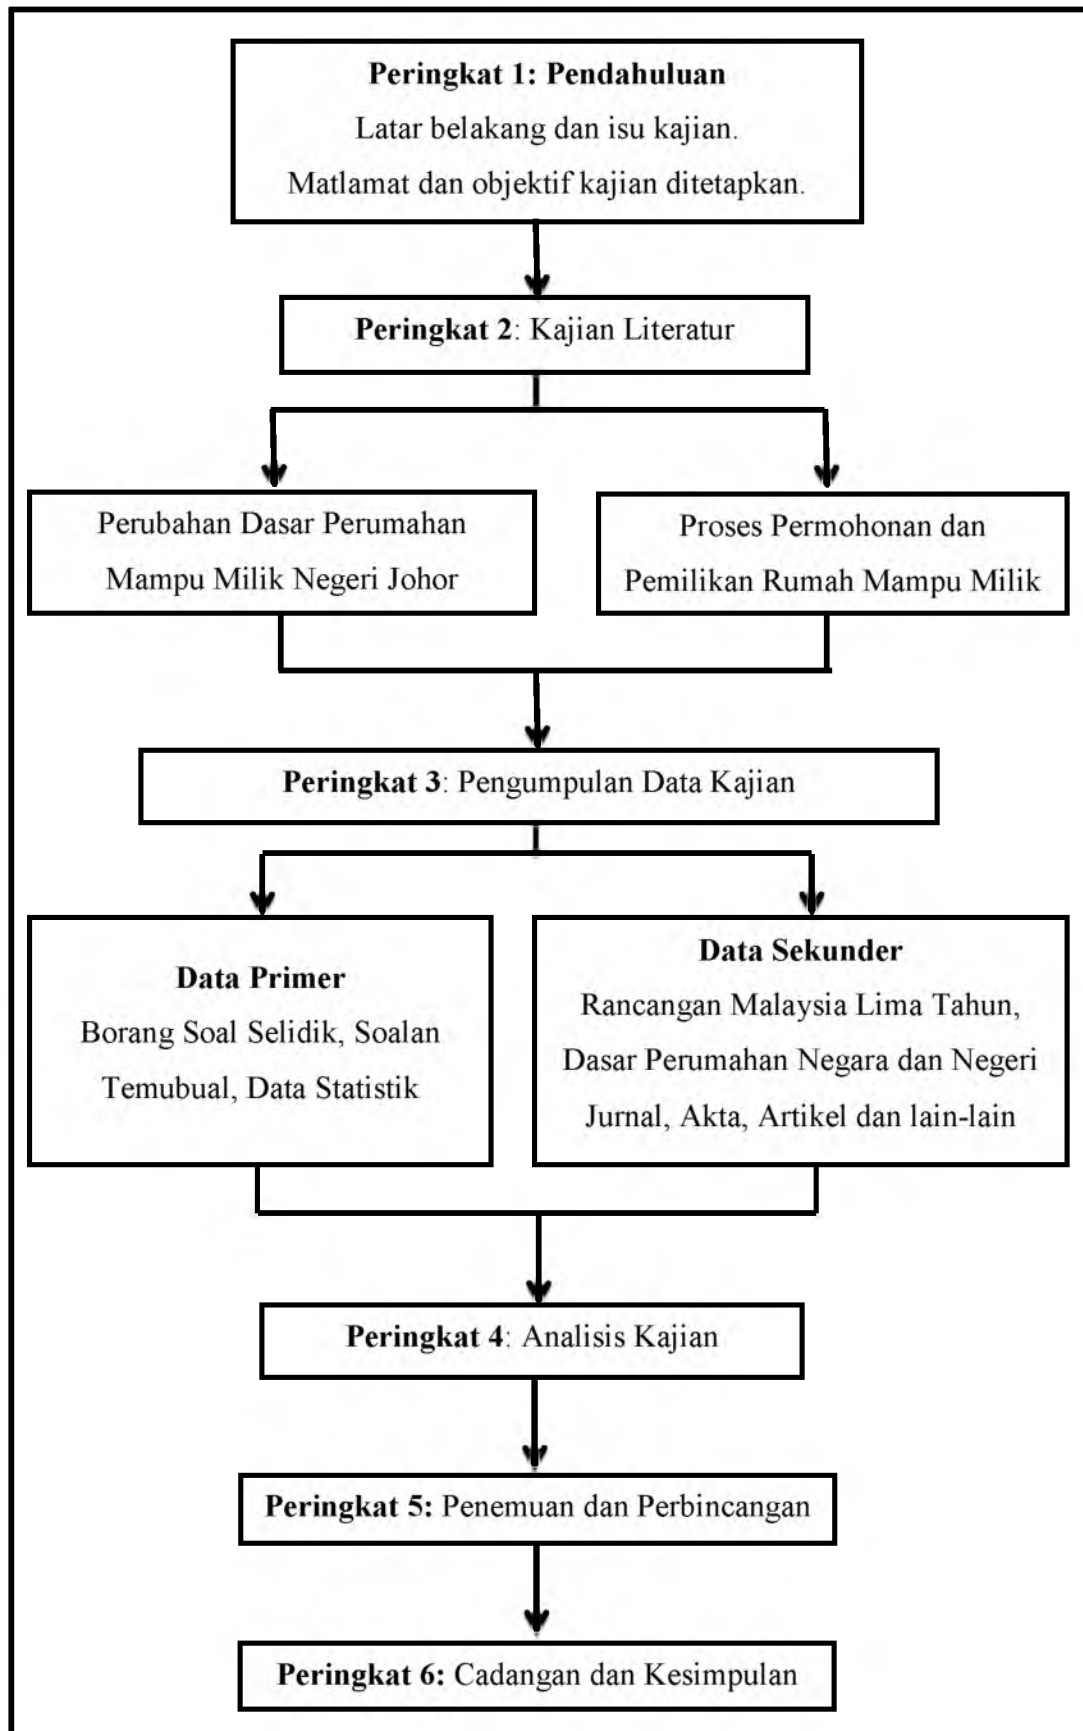 Peringkat 1: Pendahuluan
Latar belakang dan isu kajian.
Matlamat dan objektif kajian ditetapkan.
Peringkat 2: Kajian Literatur
Perubahan Dasar Perumahan
Mampu Milik Negeri Johor
Proses Permohonan dan
Pemilikan Rumah Mampu Milik
Peringkat 3: Pengumpulan Data Kajian
Data Primer
Borang Soal Selidik, Soalan
Temubual, Data Statistik
Data Sekunder
Rancangan Malaysia Lima Tahun,
Dasar Perumahan Negara dan Negeri
Jurnal, Akta, Artikel dan lain-lain
Peringkat 4: Analisis Kajian
Peringkat 5: Penemuan dan Perbincangan
Peringkat 6: Cadangan dan Kesimpulan